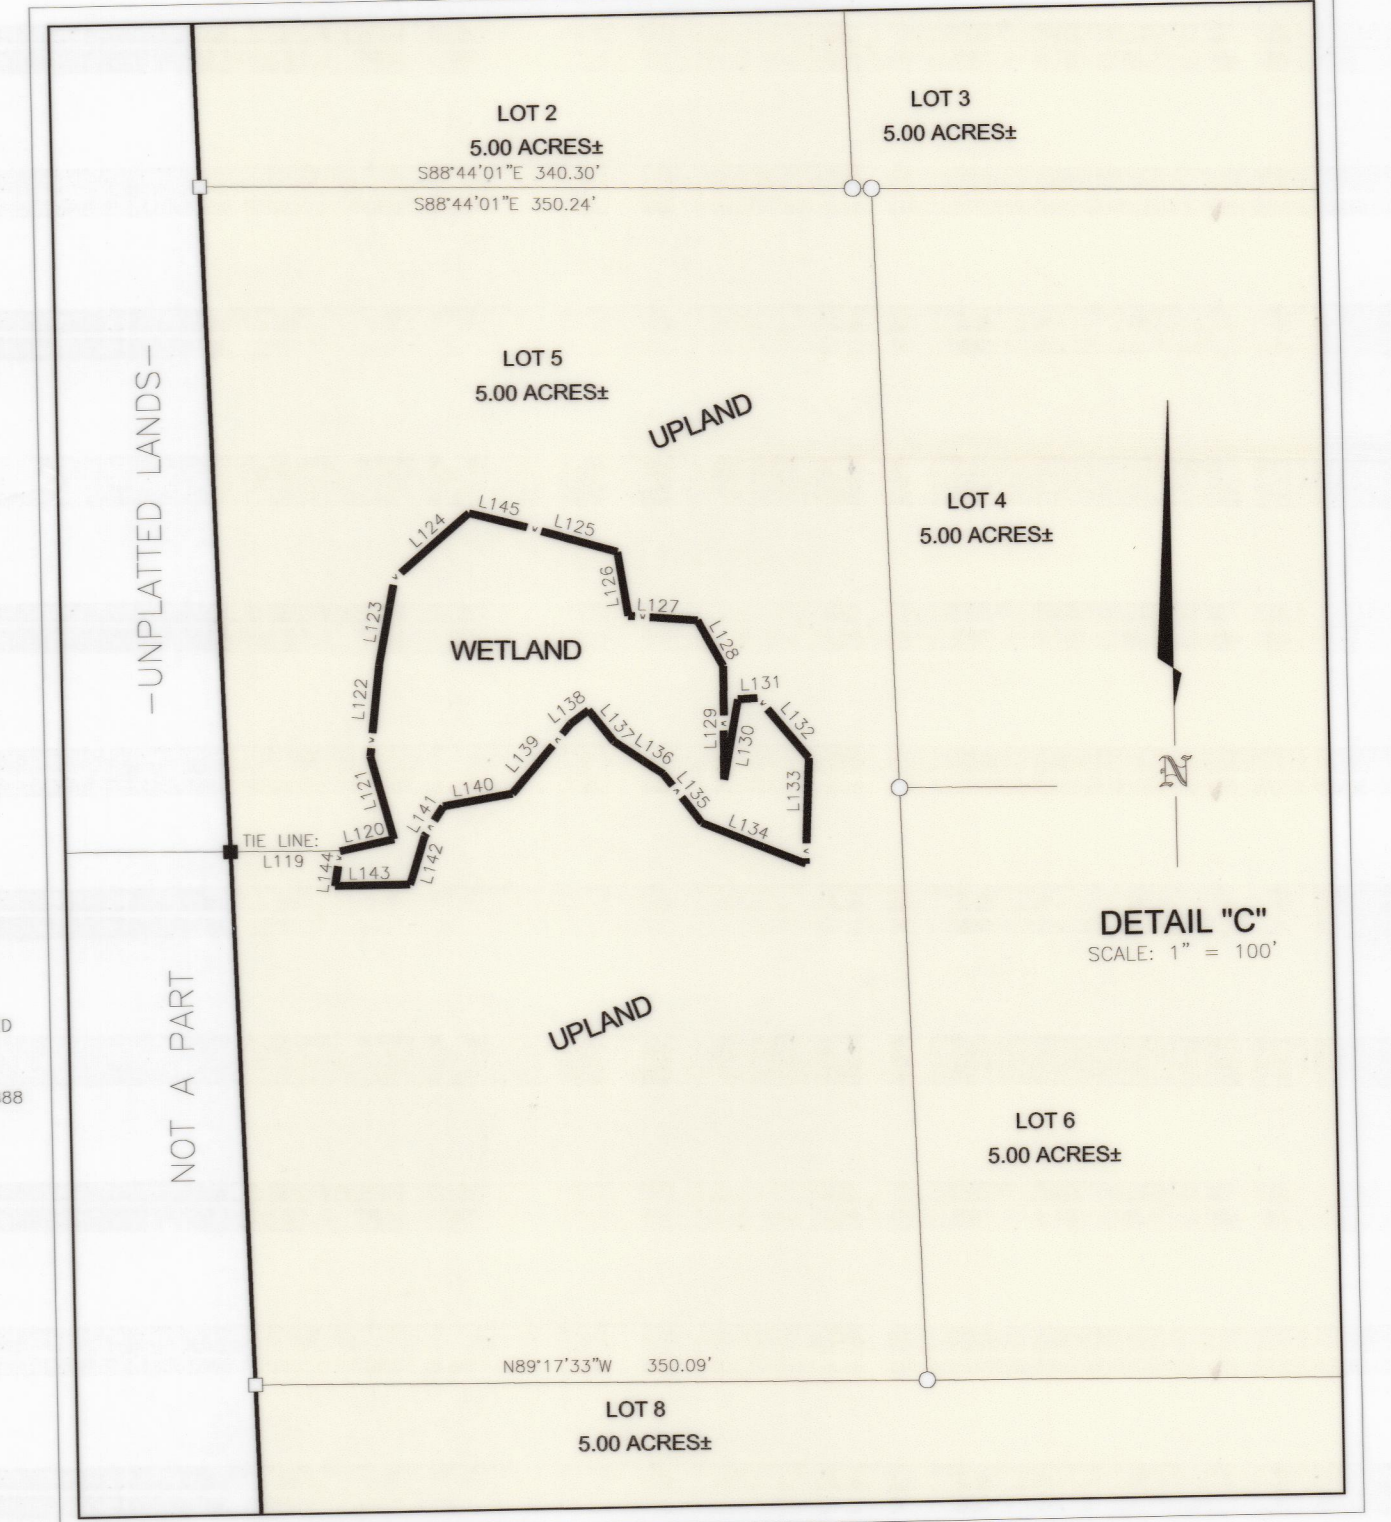 LOT 2
5.00 ACRES±
LOT 3
5.00 ACRES±
S88°44'01"E 340.30'
S88°44'01"E 350.24'
LOT 5
5.00 ACRES±
UPLAND
-UNPLATTED LANDS-
LOT 4
5.00 ACRES±
L145
L125
L124
L126
L127
L123
L128
WETLAND
L122
L131
L138
L129
L130
L132
L137
L136
L139
L121
L140
L135
L133
L141
L134
L120
TIE LINE:
L119
L142
L144
L143
N
DETAIL "C"
SCALE: 1" = 100'
NOT A PART
UPLAND
D
88
LOT 6
5.00 ACRES±
N89°17'33"W 350.09'
LOT 8
5.00 ACRES±